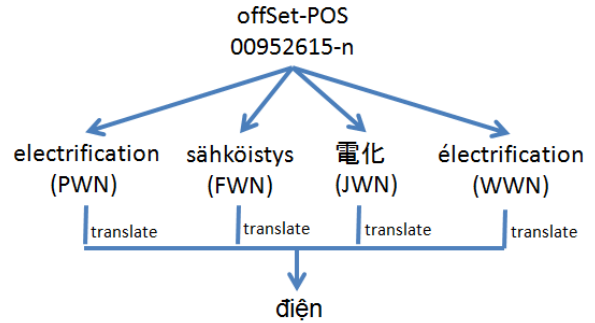 offSet-POS
00952615-n
electrification
(PWN)
sähköistys
(FWN)
電化
(JWN)
électrification
(WWN)
translate
translate
translate
translate
điện